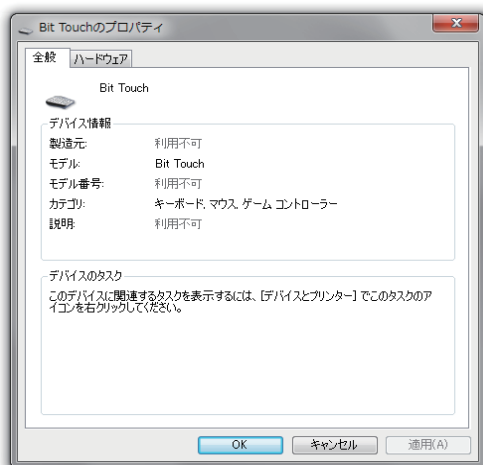 Bit Touchのプロパティ
全般 ハードウェア
Bit Touch
デバイス情報
製造元: 利用不可
モデル: Bit Touch
モデル番号: 利用不可
カテゴリ: キーボード, マウス, ゲーム コントローラー
説明: 利用不可
デバイスのタスク
このデバイスに関連するタスクを表示するには、[デバイスとプリンター] でこのタスクのア
イコンを右クリックしてください。
OK キャンセル 適用(A)